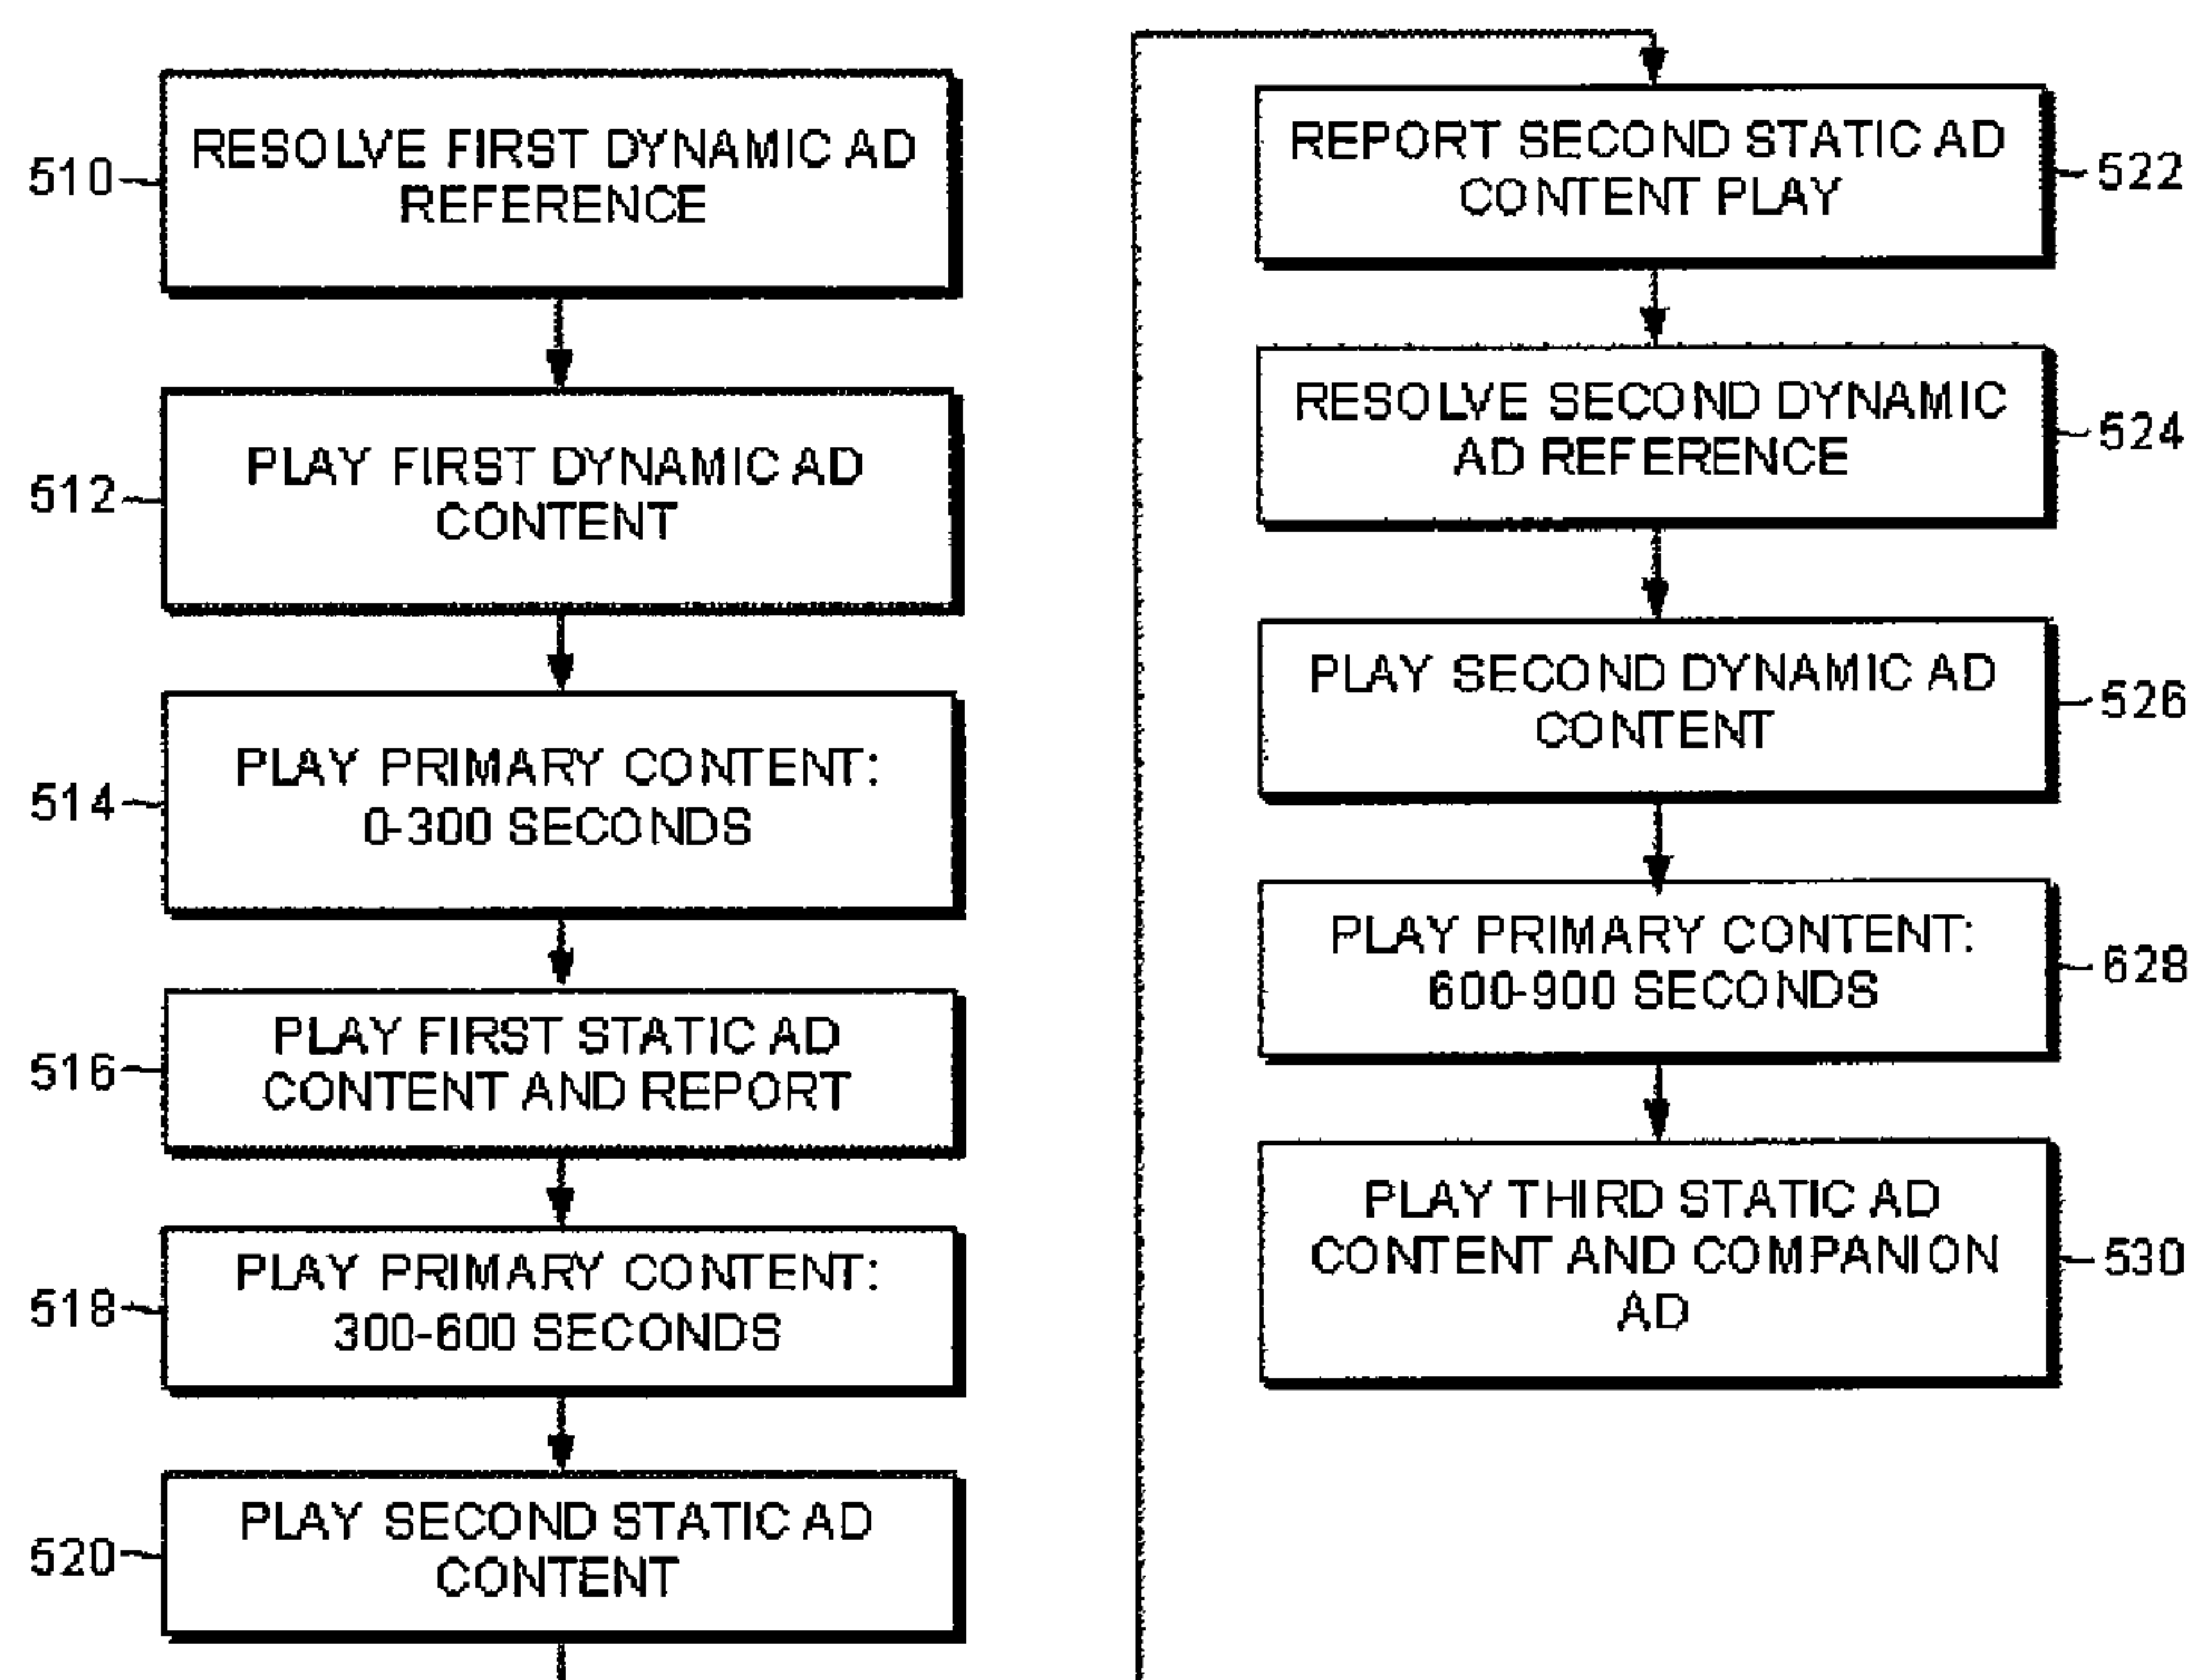 510
RESOLVE FIRST DYNAMIC AD
REFERENCE
512
PLAY FIRST DYNAMIC AD
CONTENT
514
PLAY PRIMARY CONTENT:
0-300 SECONDS
516
PLAY FIRST STATIC AD
CONTENT AND REPORT
518
PLAY PRIMARY CONTENT:
300-600 SECONDS
520
PLAY SECOND STATIC AD
CONTENT
REPORT SECOND STATIC AD
CONTENT PLAY
522
RESOLVE SECOND DYNAMIC
AD REFERENCE
524
PLAY SECOND DYNAMIC AD
CONTENT
526
PLAY PRIMARY CONTENT:
600-900 SECONDS
628
PLAY THIRD STATIC AD
CONTENT AND COMPANION
AD
530